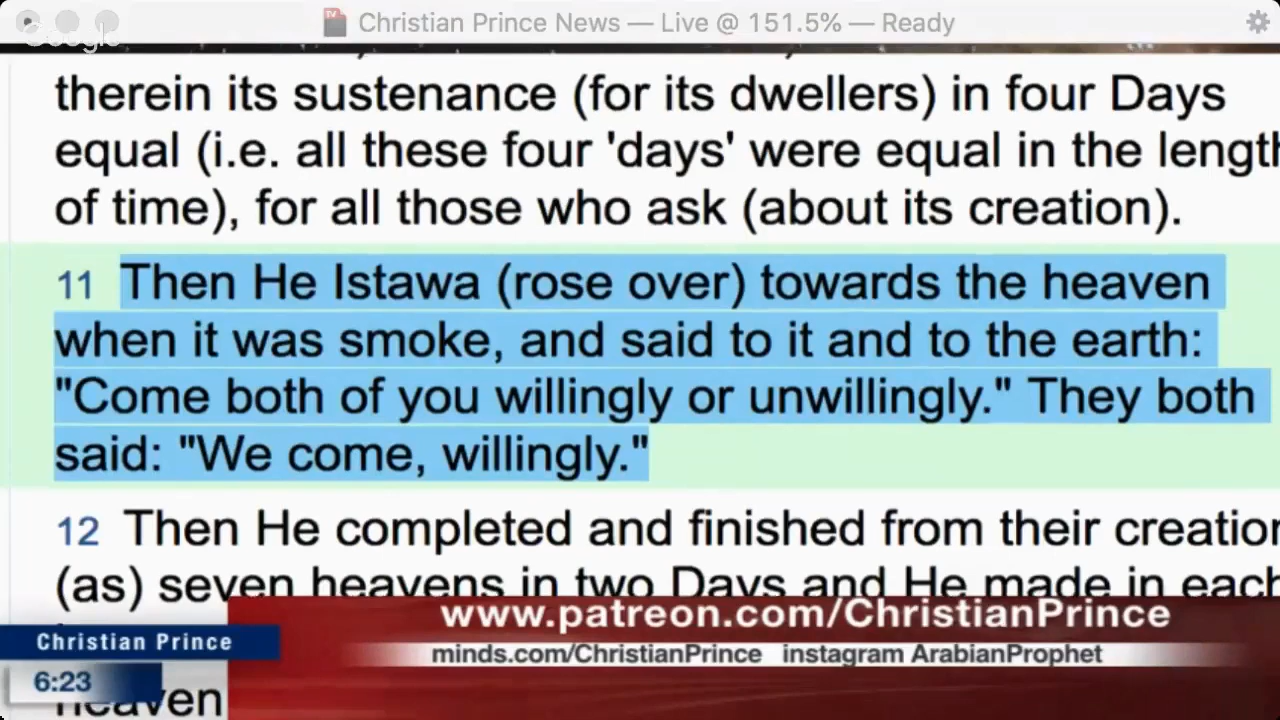 Christian Prince News — Live @ 151.5% — Ready
Google
therein its sustenance (for its dwellers) in four Days
equal (i.e. all these four 'days' were equal in the length
of time), for all those who ask (about its creation).
11 Then He Istawa (rose over) towards the heaven
when it was smoke, and said to it and to the earth:
"Come both of you willingly or unwillingly." They both
said: "We come, willingly."
12 Then He completed and finished from their creation
(as) seven heavens in two Days and He made in each
heaven
www.patreon.com/ChristianPrince
Christian Prince
minds.com/ChristianPrince instagram ArabianProphet
6:23